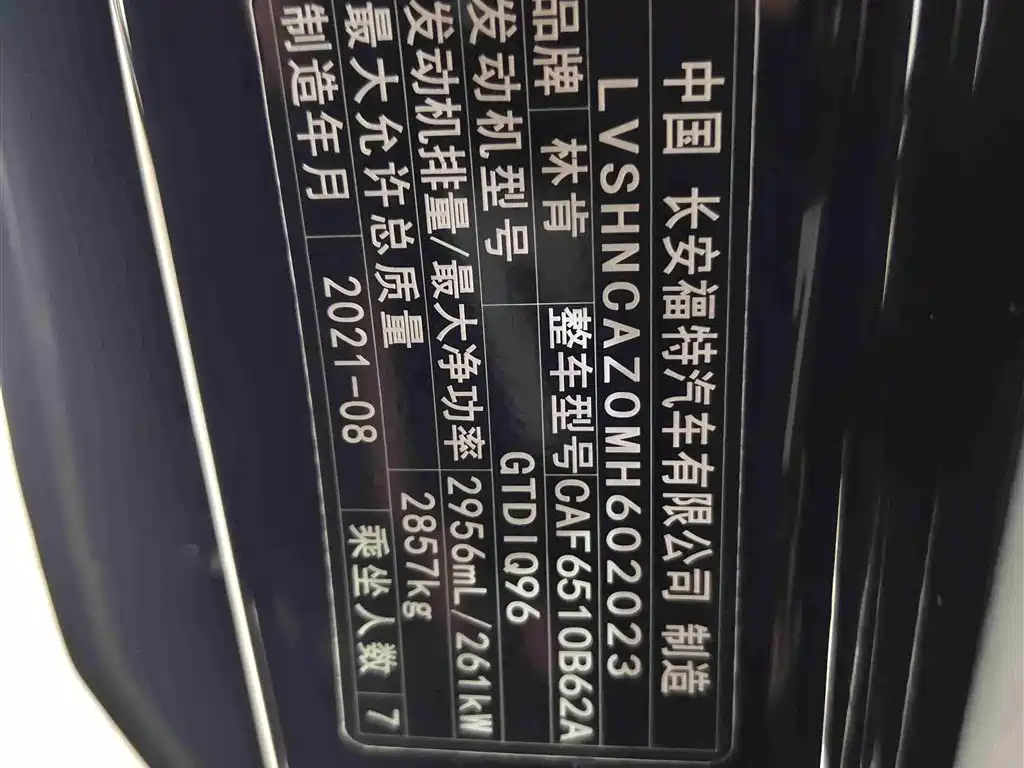 中国 长安福特汽车有限公司 制造
LVSHNCAZ0MH602023
品牌 林肯 整车型号 CAF6510B62A
发动机型号 GTDIQ96
发动机排量/最大净功率 2956mL/261kW
最大允许总质量 2857kg
制造年月 2021-08 乘坐人数 7